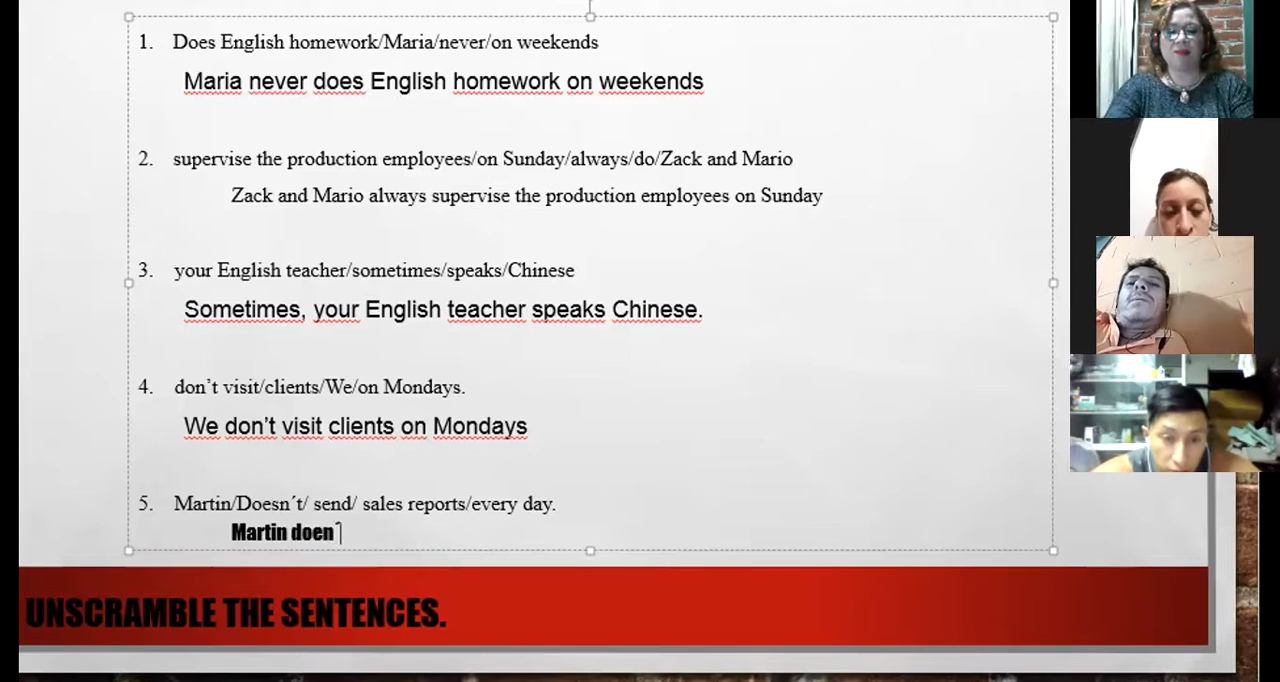 1. Does English homework/Maria/never/on weekends
Maria never does English homework on weekends
2. supervise the production employees/on Sunday/always/do/Zack and Mario
Zack and Mario always supervise the production employees on Sunday
3. your English teacher/sometimes/speaks/Chinese
Sometimes, your English teacher speaks Chinese.
4. don’t visit/clients/We/on Mondays.
We don’t visit clients on Mondays
5. Martin/Doesn´t/ send/ sales reports/every day.
Martin doen´
UNSCRAMBLE THE SENTENCES.